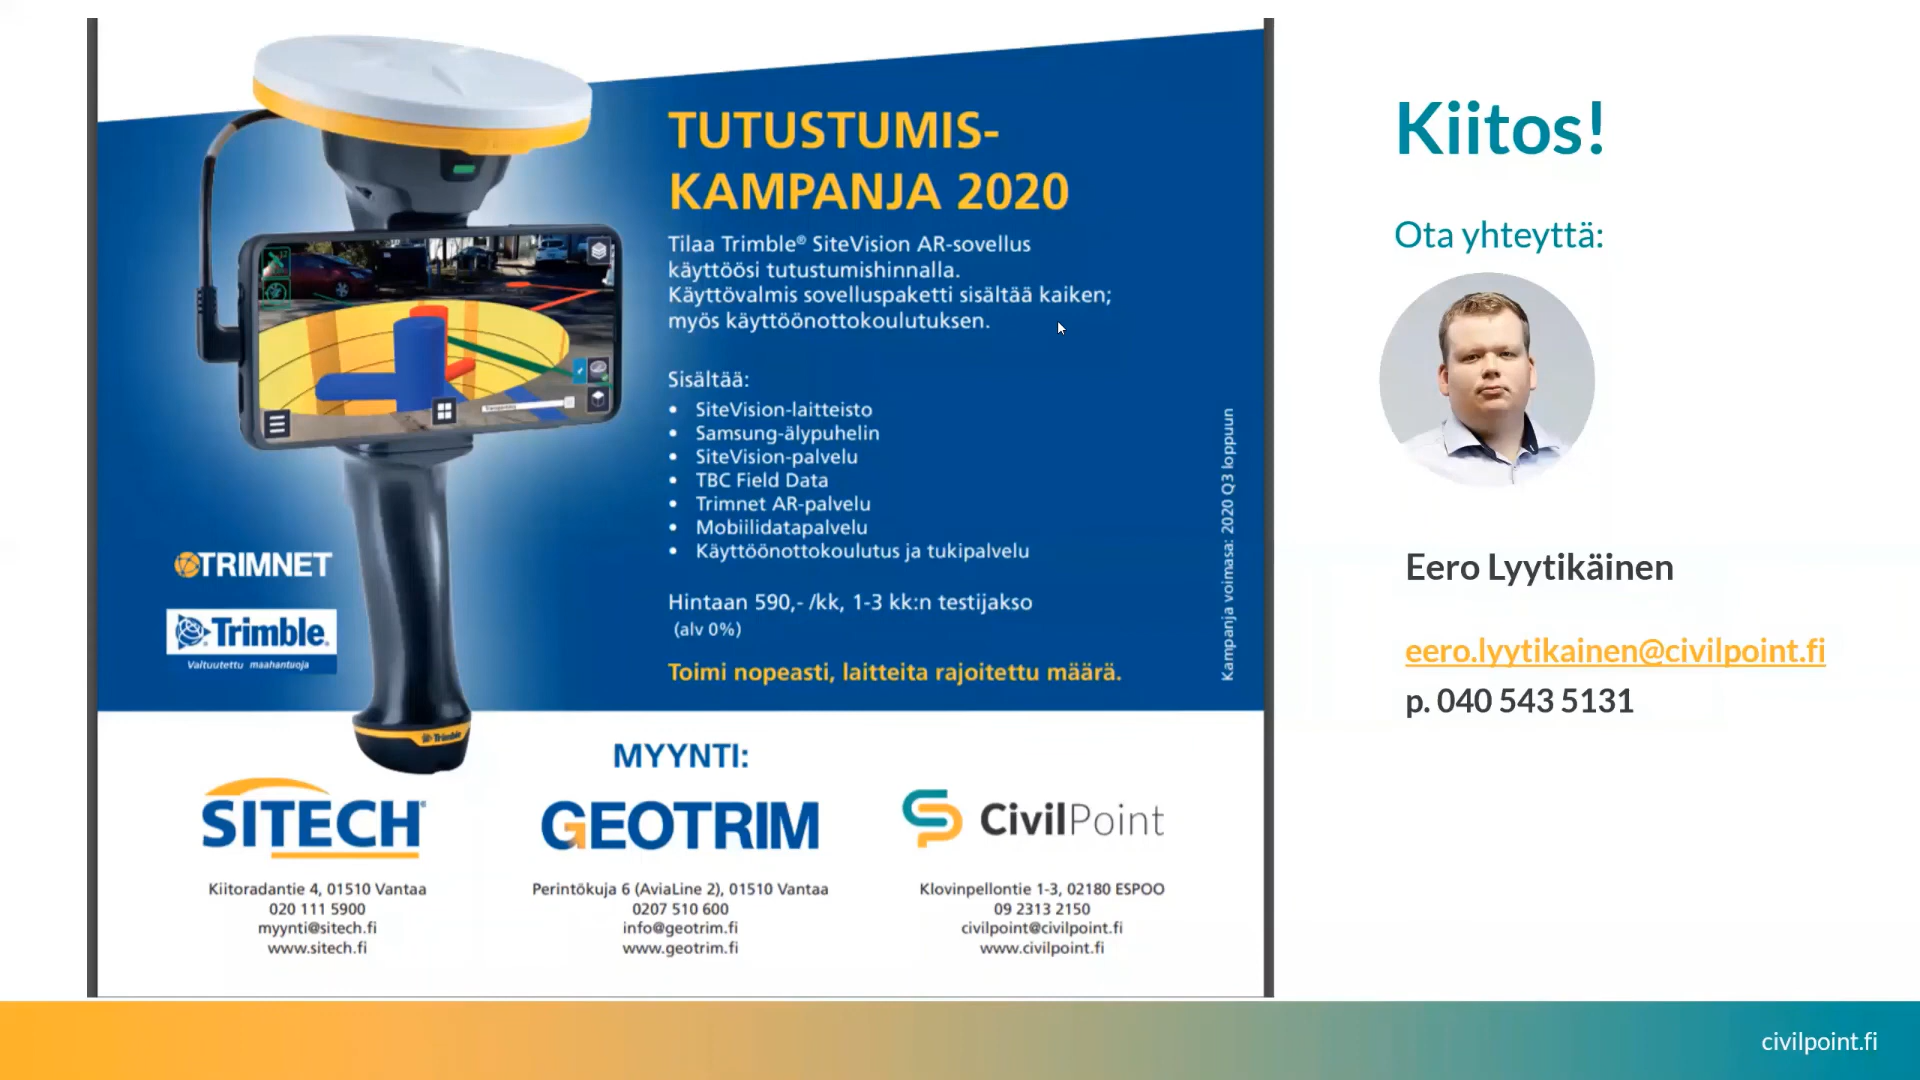 TUTUSTUMIS-
KAMPANJA 2020
Tilaa Trimble® SiteVision AR-sovellus
käyttöösi tutustumishinnalla.
Käyttövalmis sovelluspaketti sisältää kaiken;
myös käyttöönottokoulutuksen.
Sisältää:
• SiteVision-laitteisto
• Samsung-älypuhelin
• SiteVision-palvelu
• TBC Field Data
• Trimnet AR-palvelu
• Mobiilidatapalvelu
• Käyttöönottokoulutus ja tukipalvelu
Hintaan 590,- /kk, 1-3 kk:n testijakso
(alv 0%)
Toimi nopeasti, laitteita rajoitettu määrä.
Kampanja voimasa: 2020 Q3 loppuun
TRIMNET
Trimble®
Valtuutettu maahantuoja
Trimble
MYYNTI:
SITECH®
Kiitoradantie 4, 01510 Vantaa
020 111 5900
myynti@sitech.fi
www.sitech.fi
GEOTRIM
Perintökuja 6 (AviaLine 2), 01510 Vantaa
0207 510 600
info@geotrim.fi
www.geotrim.fi
CivilPoint
Klovinpellontie 1-3, 02180 ESPOO
09 2313 2150
civilpoint@civilpoint.fi
www.civilpoint.fi
Kiitos!
Ota yhteyttä:
Eero Lyytikäinen
eero.lyytikainen@civilpoint.fi
p. 040 543 5131
civilpoint.fi